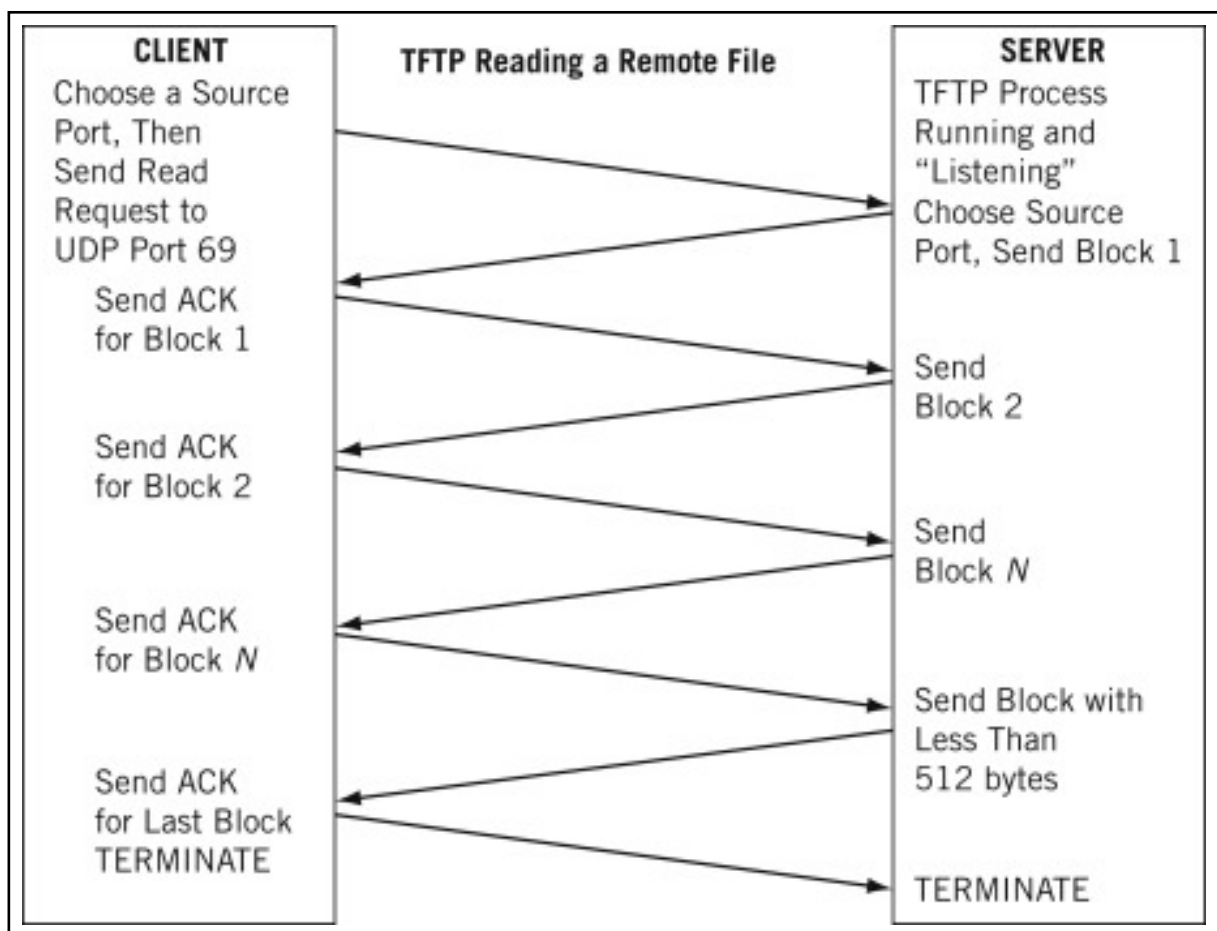 CLIENT
Choose a Source
Port, Then
Send Read
Request to
UDP Port 69
Send ACK
for Block 1
Send ACK
for Block 2
Send ACK
for Block N
Send ACK
for Last Block
TERMINATE
TFTP Reading a Remote File
SERVER
TFTP Process
Running and
“Listening”
Choose Source
Port, Send Block 1
Send
Block 2
Send
Block N
Send Block with
Less Than
512 bytes
TERMINATE